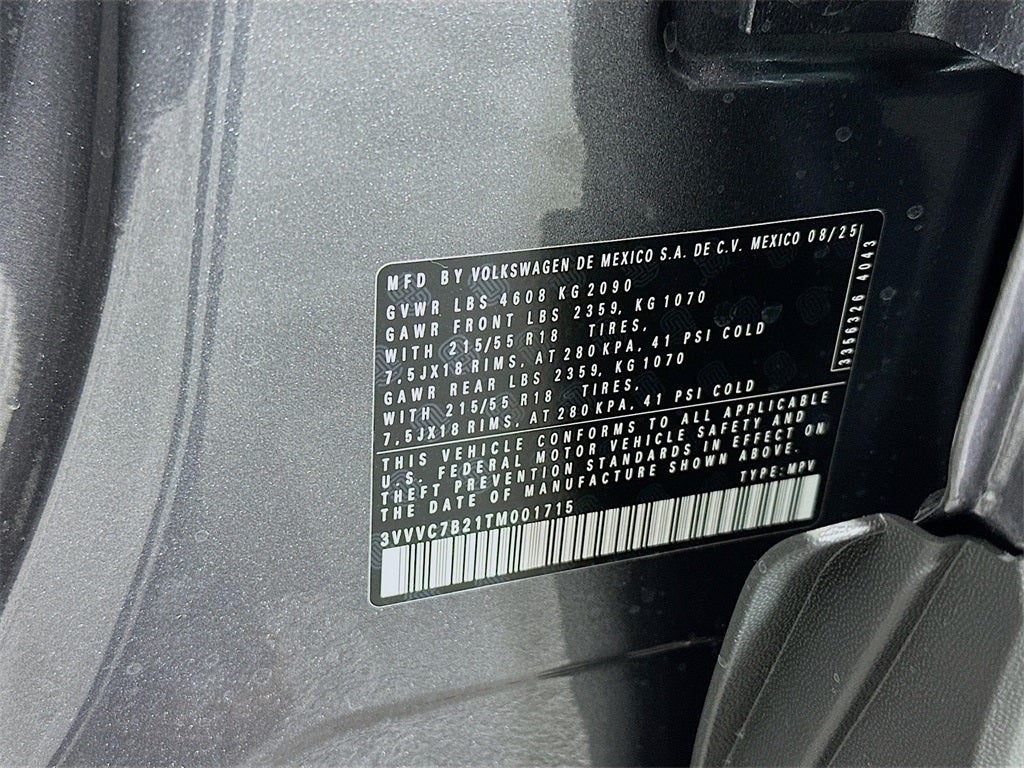 MFD BY VOLKSWAGEN DE MEXICO S.A. DE C.V. MEXICO 08/25
GVWR LBS 4608 KG 2090
GAWR FRONT LBS 2359, KG 1070
WITH 215/55 R18 TIRES,
7,5JX18 RIMS, AT 280 KPA, 41 PSI COLD
GAWR REAR LBS 2359, KG 1070
WITH 215/55 R18 TIRES,
7,5JX18 RIMS, AT 280 KPA, 41 PSI COLD
3356326 4043
THIS VEHICLE CONFORMS TO ALL APPLICABLE
U.S. FEDERAL MOTOR VEHICLE SAFETY AND
THEFT PREVENTION STANDARDS IN EFFECT ON
THE DATE OF MANUFACTURE SHOWN ABOVE.
TYPE: MPV
3VVVC7B21TM001715